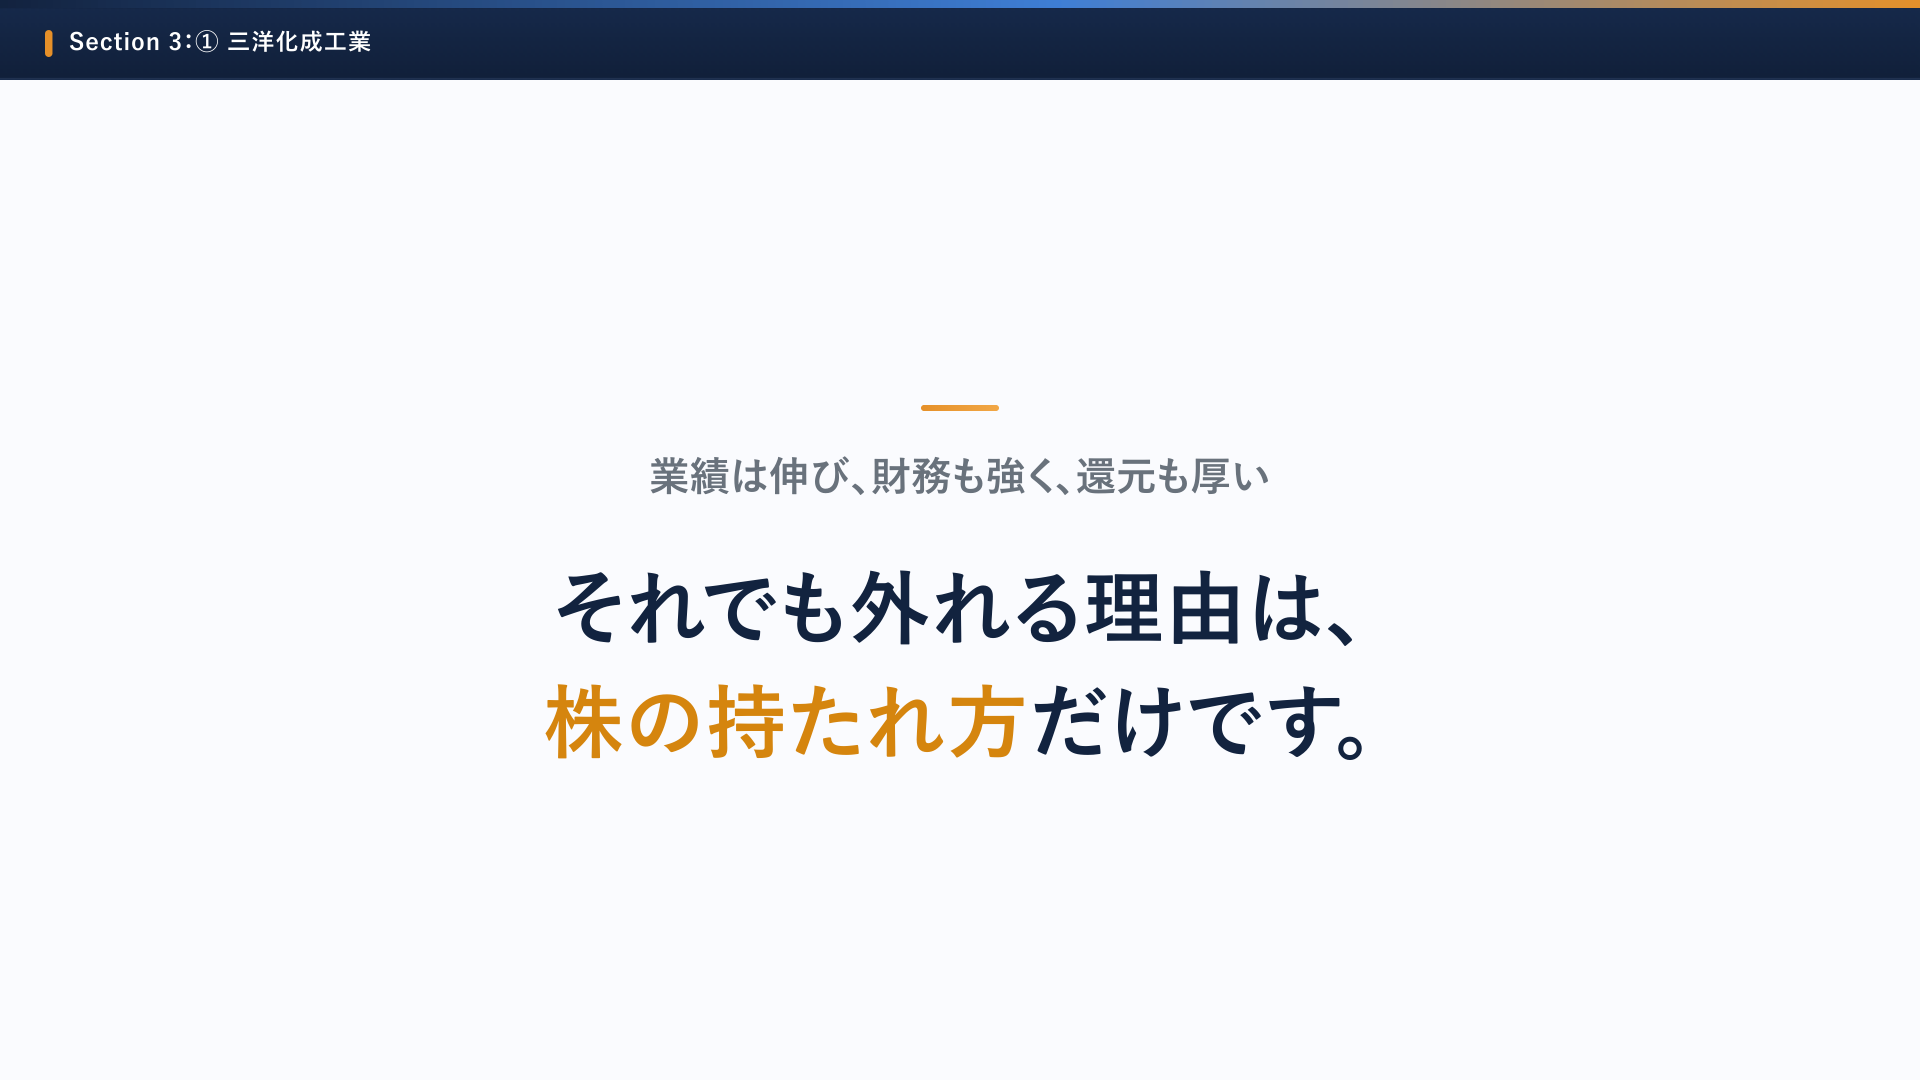 Section 3：① 三洋化成工業
業績は伸び、財務も強く、還元も厚い
それでも外れる理由は、
株の持たれ方だけです。